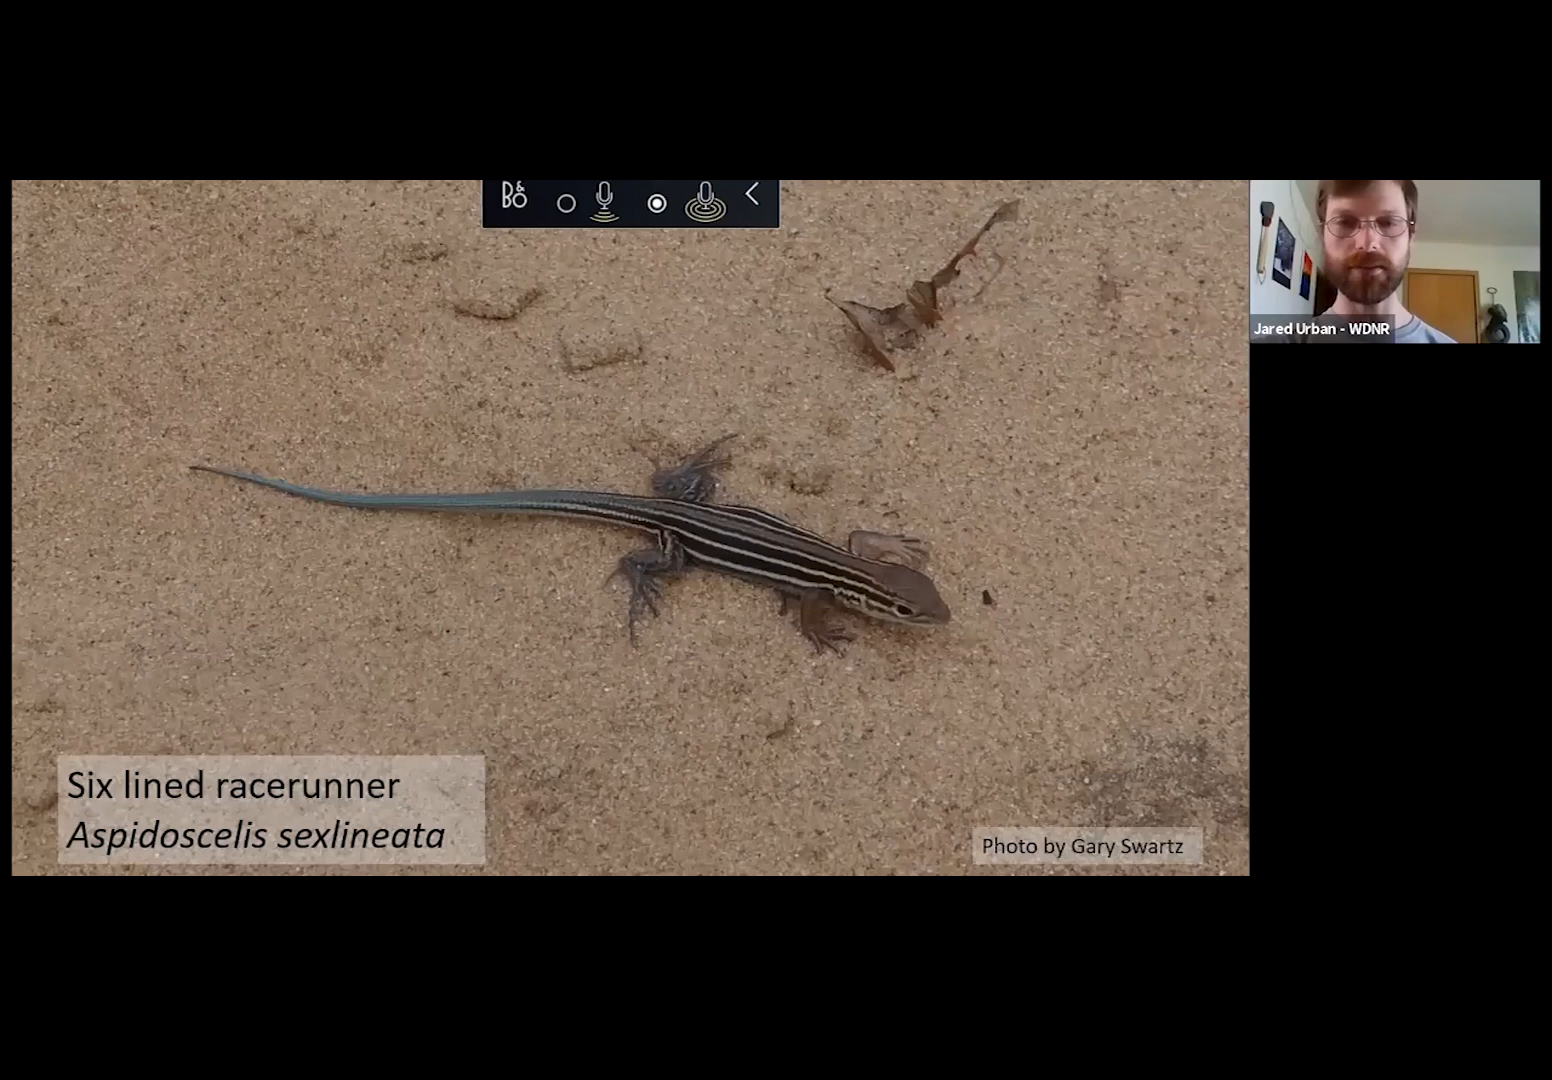 B&O
Jared Urban - WDNR
Six lined racerunner
Aspidoscelis sexlineata
Photo by Gary Swartz